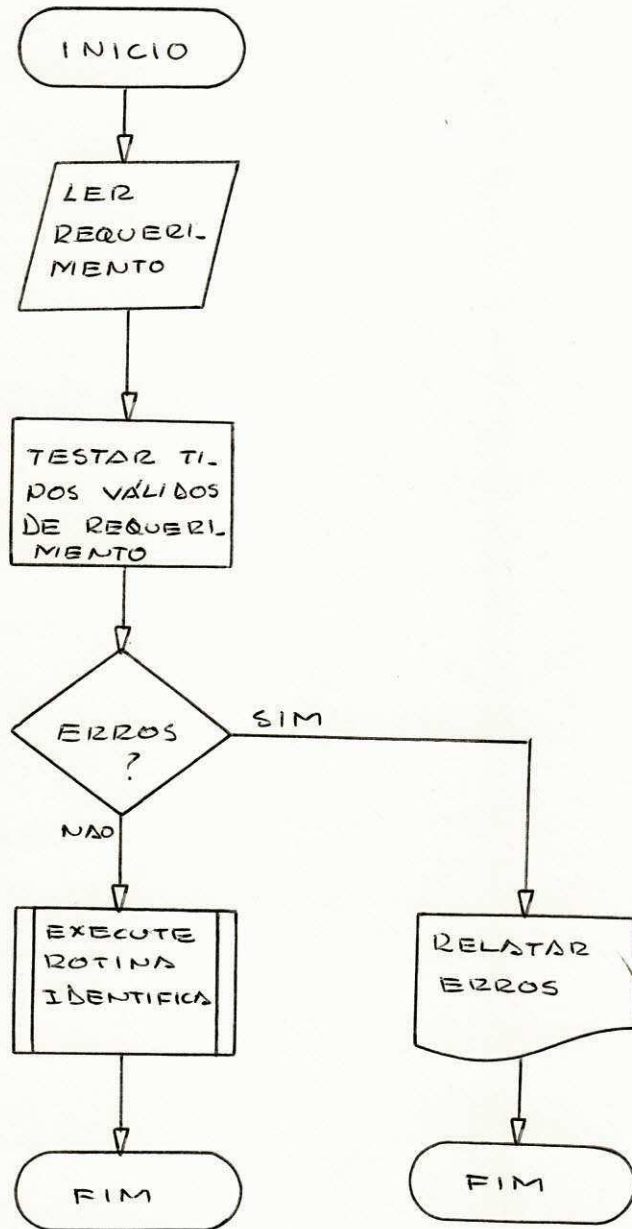 INICIO
LER
REQUERI-
MENTO
TESTAR TI-
POS VÁLIDOS
DE REQUERI-
MENTO
ERROS
?
SIM
NAO
EXECUTE
ROTINA
IDENTIFICA
RELATAR
ERROS
FIM
FIM